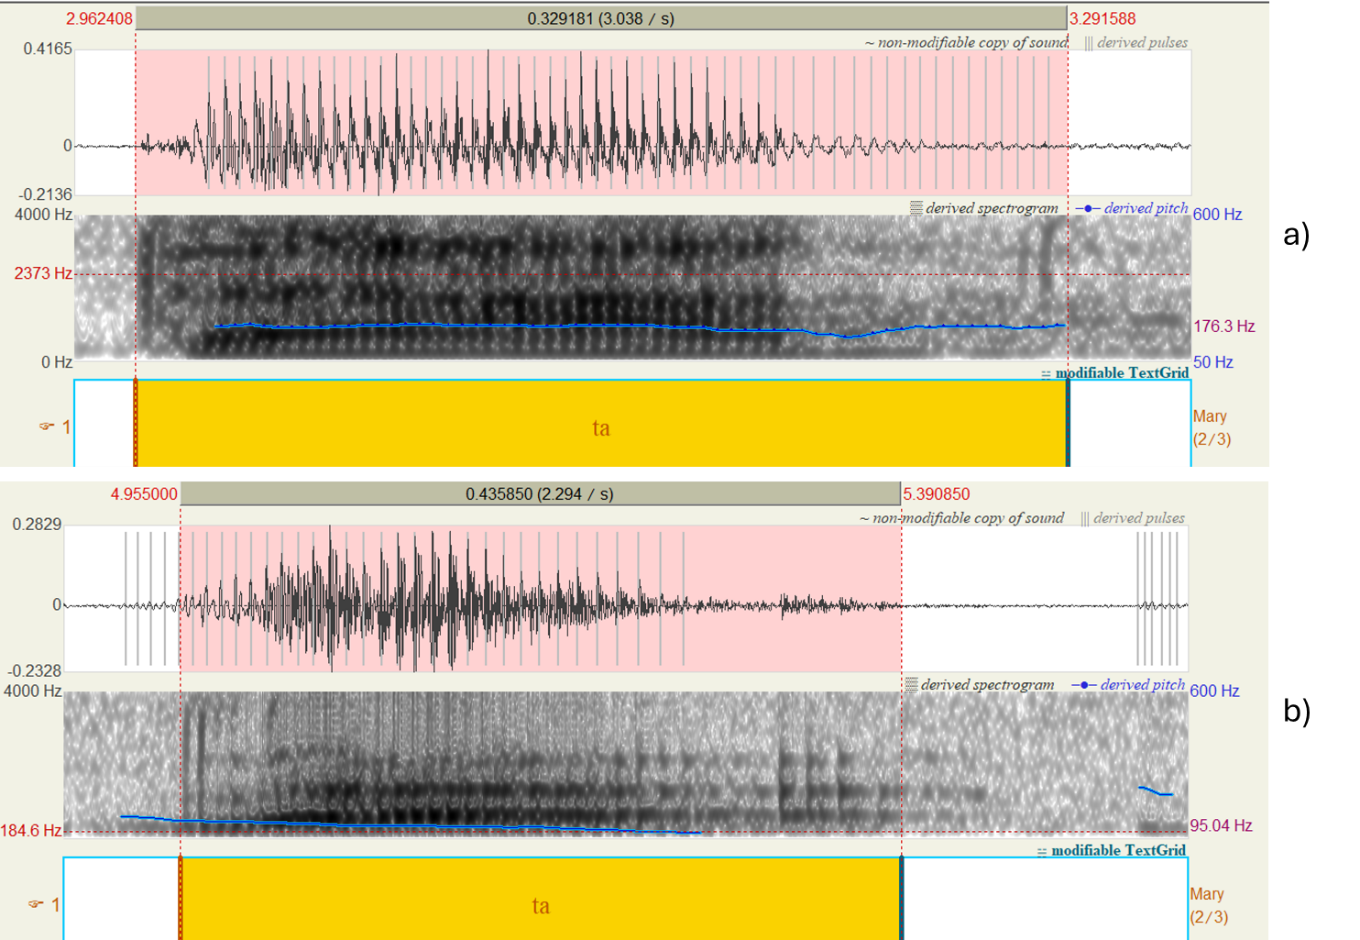 2.962408 0.329181 (3.038 / s) 3.291588
~ non-modifiable copy of sound ||| derived pulses
0.4165
0
-0.2136
derived spectrogram derived pitch
4000 Hz 600 Hz
a)
2373 Hz
176.3 Hz
0 Hz 50 Hz
modifiable TextGrid
1 ta Mary
(2/3)
4.955000 0.435850 (2.294 / s) 5.390850
~ non-modifiable copy of sound ||| derived pulses
0.2829
0
-0.2328
derived spectrogram derived pitch
4000 Hz 600 Hz
b)
184.6 Hz 95.04 Hz
modifiable TextGrid
1 ta Mary
(2/3)